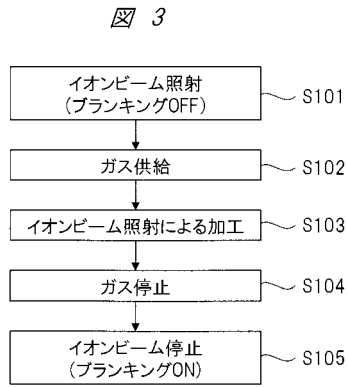 図 3
イオンビーム照射
(ブランキングOFF)
S101
ガス供給
S102
イオンビーム照射による加工
S103
ガス停止
S104
イオンビーム停止
(ブランキングON)
S105